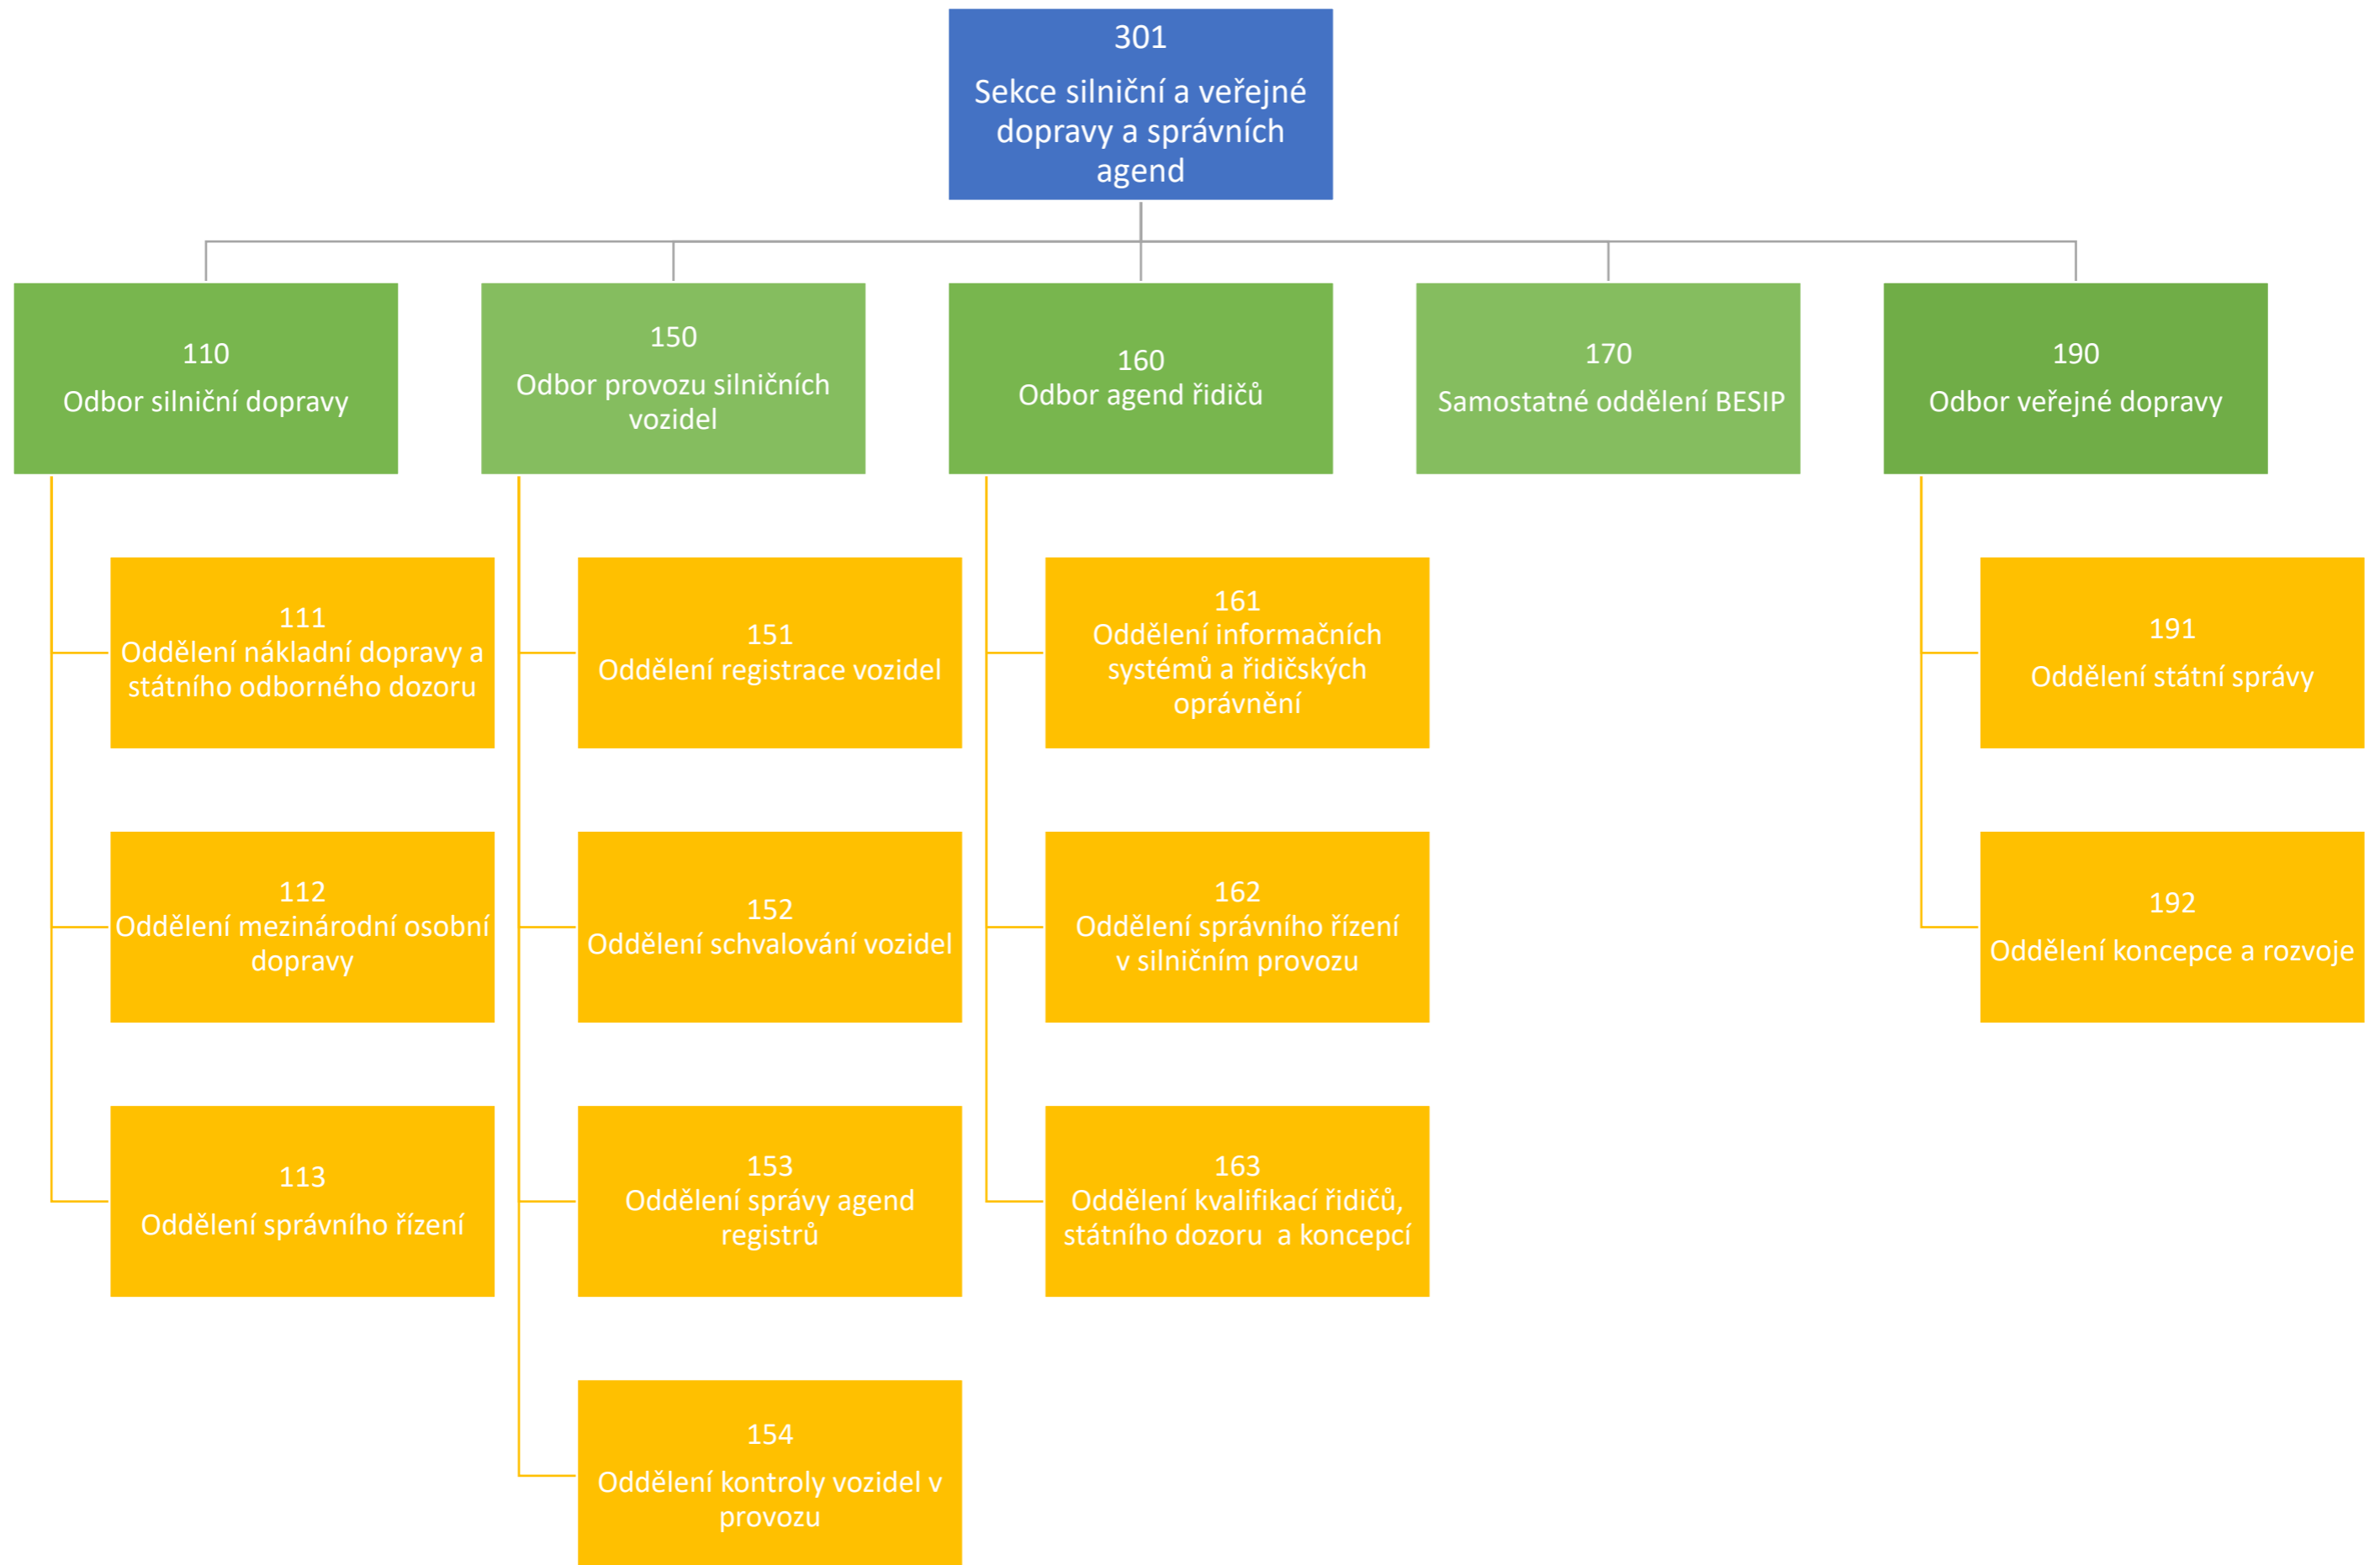 301
Sekce silniční a veřejné
dopravy a správních
agend
110
Odbor silniční dopravy
150
Odbor provozu silničních
vozidel
160
Odbor agend řidičů
170
Samostatné oddělení BESIP
190
Odbor veřejné dopravy
111
Oddělení nákladní dopravy a
státního odborného dozoru
151
Oddělení registrace vozidel
161
Oddělení informačních
systémů a řidičských
oprávnění
191
Oddělení státní správy
112
Oddělení mezinárodní osobní
dopravy
152
Oddělení schvalování vozidel
162
Oddělení správního řízení
v silničním provozu
192
Oddělení koncepce a rozvoje
113
Oddělení správního řízení
153
Oddělení správy agend
registrů
163
Oddělení kvalifikací řidičů,
státního dozoru  a koncepcí
154
Oddělení kontroly vozidel v
provozu